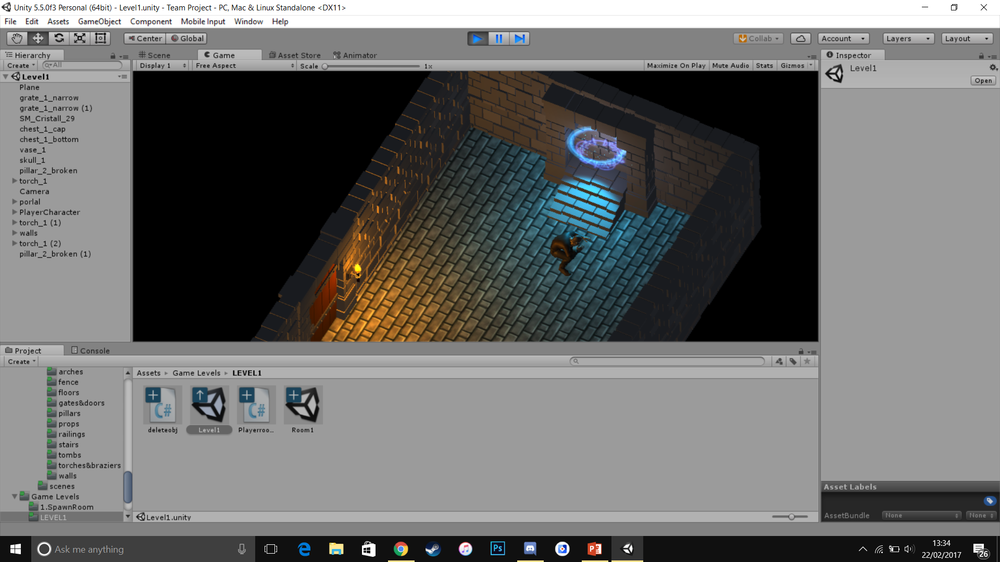 Unity 5.5.0f3 Personal (64bit) - Level1.unity - Team Project - PC, Mac & Linux Standalone <DX11>
File Edit Assets GameObject Component Mobile Input Window Help
Center Global Collab Account Layers Layout
Hierarchy
Create All
Level1
Plane
grate_1_narrow
grate_1_narrow (1)
SM_Cristall_29
chest_1_cap
chest_1_bottom
vase_1
skull_1
pillar_2_broken
torch_1
Camera
porlal
PlayerCharacter
torch_1 (1)
walls
torch_1 (2)
pillar_2_broken (1)
Scene Game Asset Store Animator
Display 1 Free Aspect Scale 1x Maximize On Play Mute Audio Stats Gizmos
Inspector
Level1
Open
Project Console
Create
arches
fence
floors
gates&doors
pillars
props
railings
stairs
tombs
torches&braziers
walls
scenes
Game Levels
1.SpawnRoom
LEVEL1
Assets Game Levels LEVEL1
C# C#
deleteobj Level1 Playerroo... Room1
Level1.unity
Asset Labels
AssetBundle None None
Ask me anything
Ps
P
13:34
22/02/2017
26